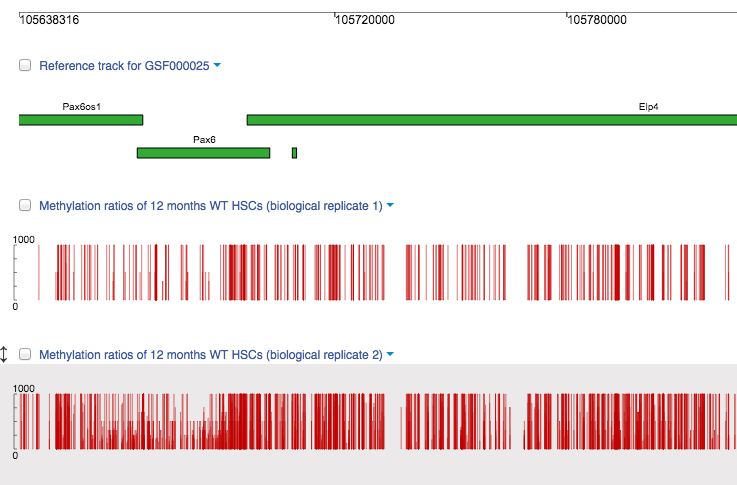 105638316 105720000 105780000
Reference track for GSF000025
Pax6os1 Elp4
Pax6
Methylation ratios of 12 months WT HSCs (biological replicate 1)
1000
0
Methylation ratios of 12 months WT HSCs (biological replicate 2)
1000
0